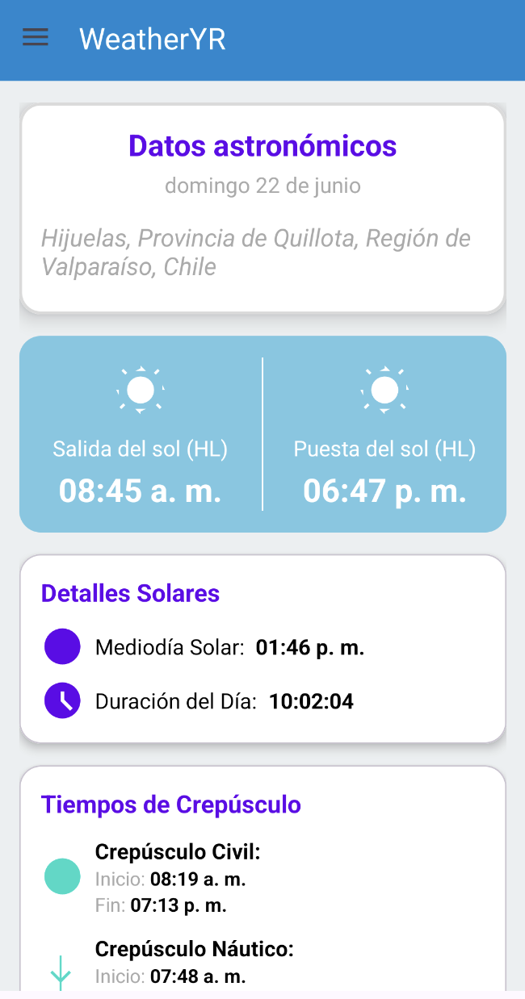 WeatherYR
Datos astronómicos
domingo 22 de junio
Hijuelas, Provincia de Quillota, Región de
Valparaíso, Chile
Salida del sol (HL)
08:45 a. m.
Puesta del sol (HL)
06:47 p. m.
Detalles Solares
Mediodía Solar: 01:46 p. m.
Duración del Día: 10:02:04
Tiempos de Crepúsculo
Crepúsculo Civil:
Inicio: 08:19 a. m.
Fin: 07:13 p. m.
Crepúsculo Náutico:
Inicio: 07:48 a. m.